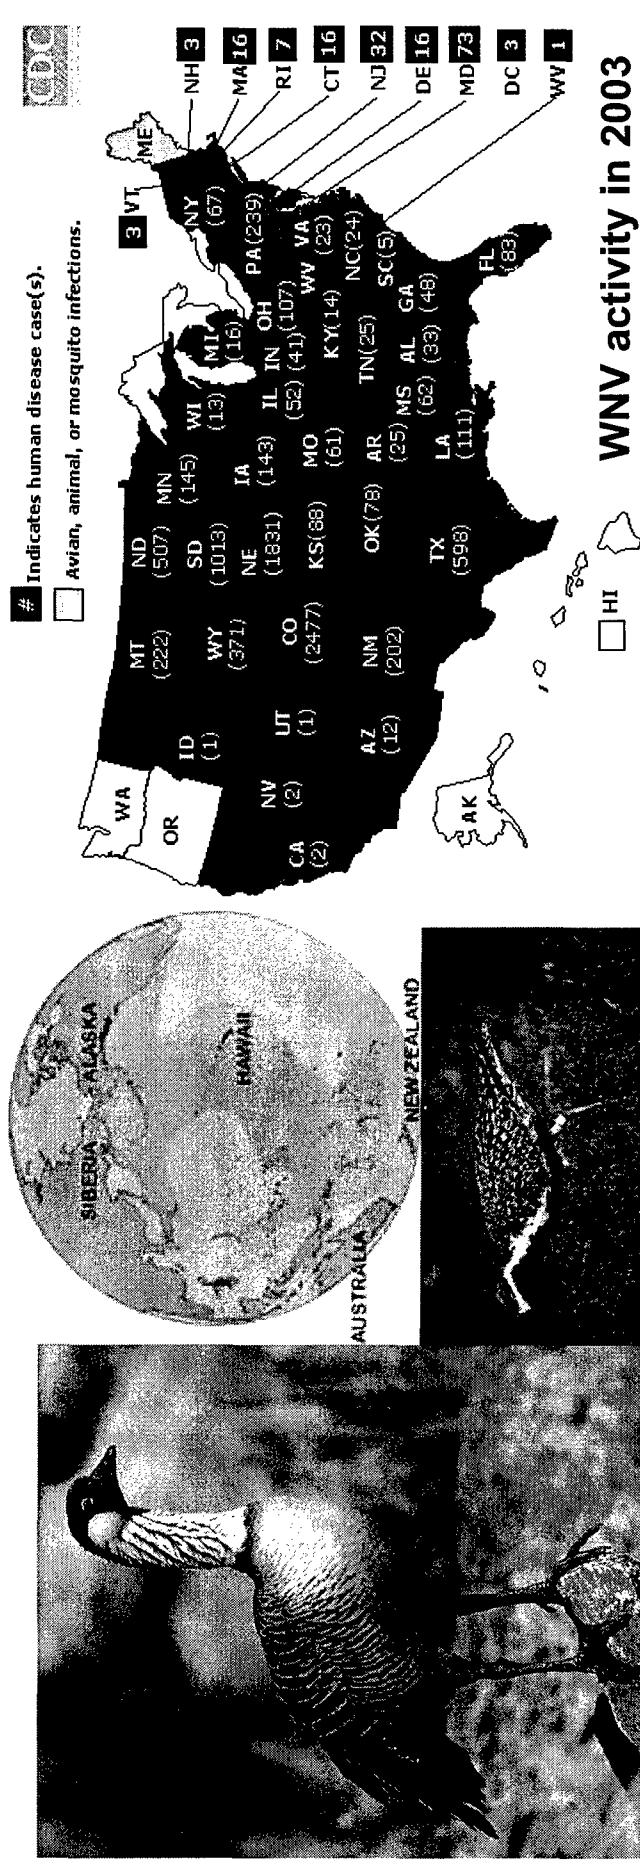 CDC
# Indicates human disease case(s).
Avian, animal, or mosquito infections.
WA
OR
MT
(222)
ID
(1)
WY
(371)
ND
(507)
SD
(1013)
NE
(1831)
MN
(145)
WI
(13)
MI
(16)
IA
(143)
IL
(52)
IN
(41)
OH
(107)
PA(239)
NY
(67)
3 VT
ME
NH 3
MA 16
RI 7
CT 16
NJ 32
DE 16
MD 73
DC 3
WV 1
CA
(2)
NV
(2)
UT
(1)
CO
(2477)
KS(88)
MO
(61)
KY(14)
WV
VA
(23)
NC(24)
TN(25)
SC(5)
AZ
(12)
NM
(202)
OK(78)
AR
(25)
MS
(62)
AL
(33)
GA
(48)
TX
(598)
LA
(111)
FL
(83)
AK
HI
WNV activity in 2003
SIBERIA
ALASKA
HAWAII
AUSTRALIA
NEW ZEALAND